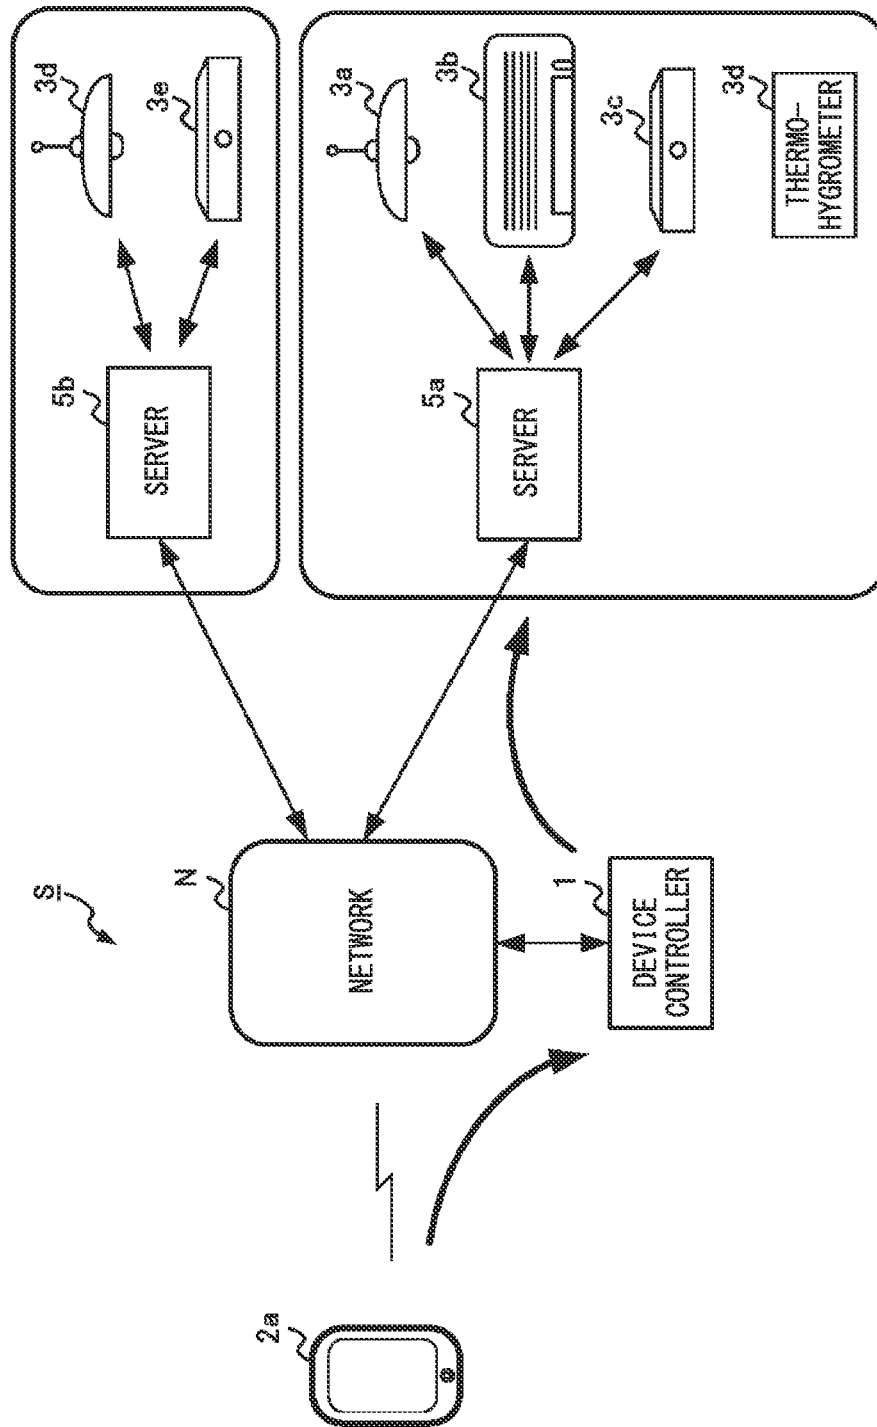 S
2a
N
NETWORK
1
DEVICE
CONTROLLER
5b
SERVER
3d
3e
5a
SERVER
3a
3b
3c
3d
THERMO-
HYGROMETER